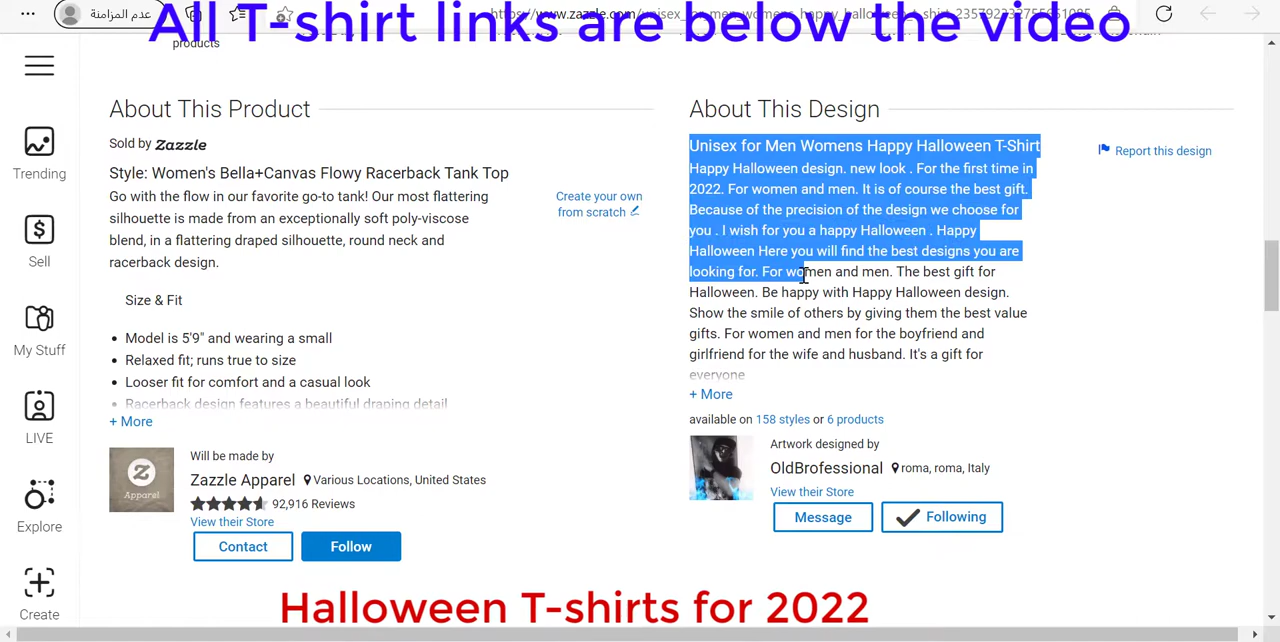 عدم المزامنة
All T-shirt links are below the video
products
Trending
Sell
My Stuff
LIVE
Explore
Create
About This Product
Sold by Zazzle
Style: Women's Bella+Canvas Flowy Racerback Tank Top
Go with the flow in our favorite go-to tank! Our most flattering
silhouette is made from an exceptionally soft poly-viscose
blend, in a flattering draped silhouette, round neck and
racerback design.
Create your own
from scratch
Size & Fit
• Model is 5'9" and wearing a small
• Relaxed fit; runs true to size
• Looser fit for comfort and a casual look
• Racerback design features a beautiful draping detail
+ More
Will be made by
Zazzle Apparel Various Locations, United States
92,916 Reviews
View their Store
Contact Follow
Z
Apparel
About This Design
Unisex for Men Womens Happy Halloween T-Shirt
Report this design
Happy Halloween design. new look . For the first time in
2022. For women and men. It is of course the best gift.
Because of the precision of the design we choose for
you . I wish for you a happy Halloween . Happy
Halloween Here you will find the best designs you are
looking for. For women and men. The best gift for
Halloween. Be happy with Happy Halloween design.
Show the smile of others by giving them the best value
gifts. For women and men for the boyfriend and
girlfriend for the wife and husband. It's a gift for
everyone
+ More
available on 158 styles or 6 products
Artwork designed by
OldBrofessional roma, roma, Italy
View their Store
Message Following
Halloween T-shirts for 2022